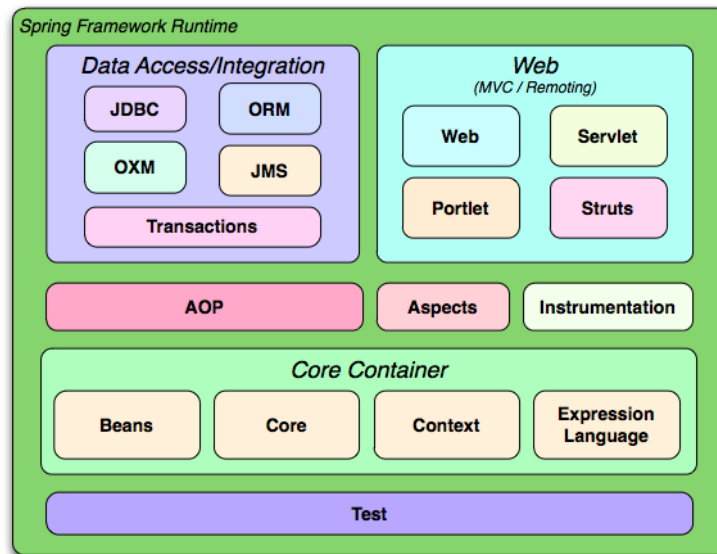 Spring Framework Runtime
Data Access/Integration
JDBC
ORM
OXM
JMS
Transactions
Web
(MVC / Remoting)
Web
Servlet
Portlet
Struts
AOP
Aspects
Instrumentation
Core Container
Beans
Core
Context
Expression
Language
Test